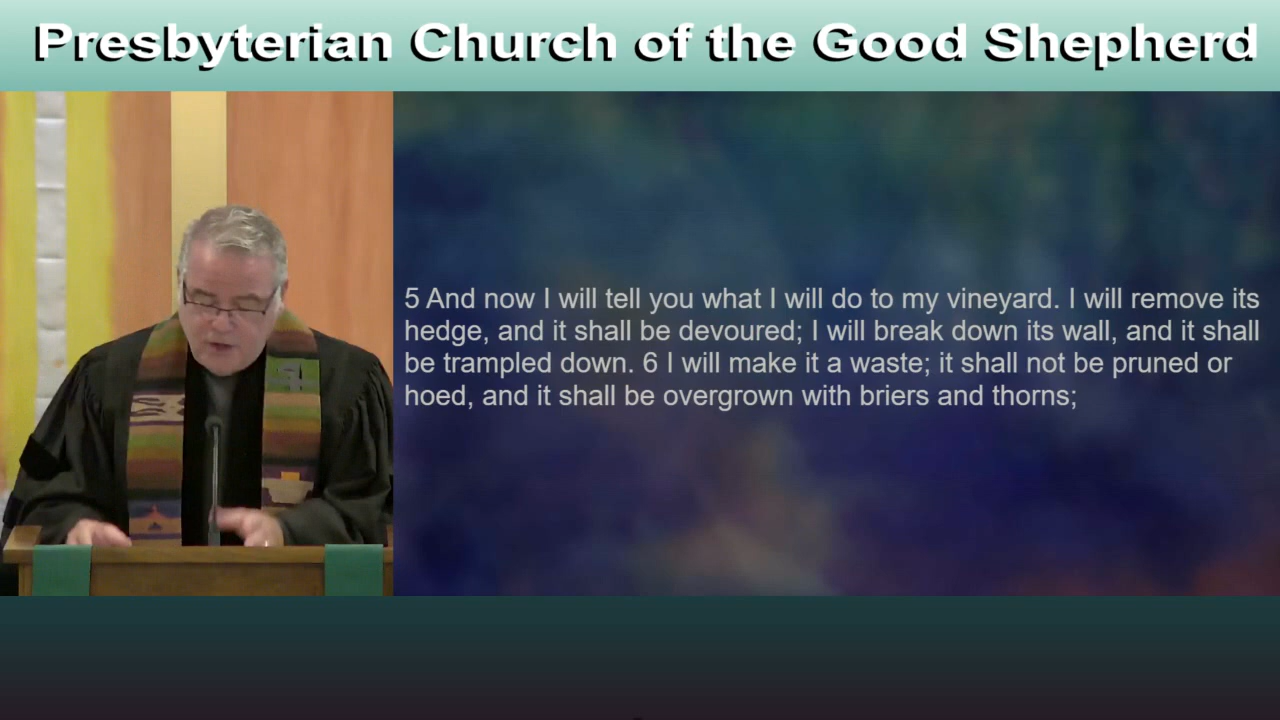 Presbyterian Church of the Good Shepherd
5 And now I will tell you what I will do to my vineyard. I will remove its
hedge, and it shall be devoured; I will break down its wall, and it shall
be trampled down. 6 I will make it a waste; it shall not be pruned or
hoed, and it shall be overgrown with briers and thorns;